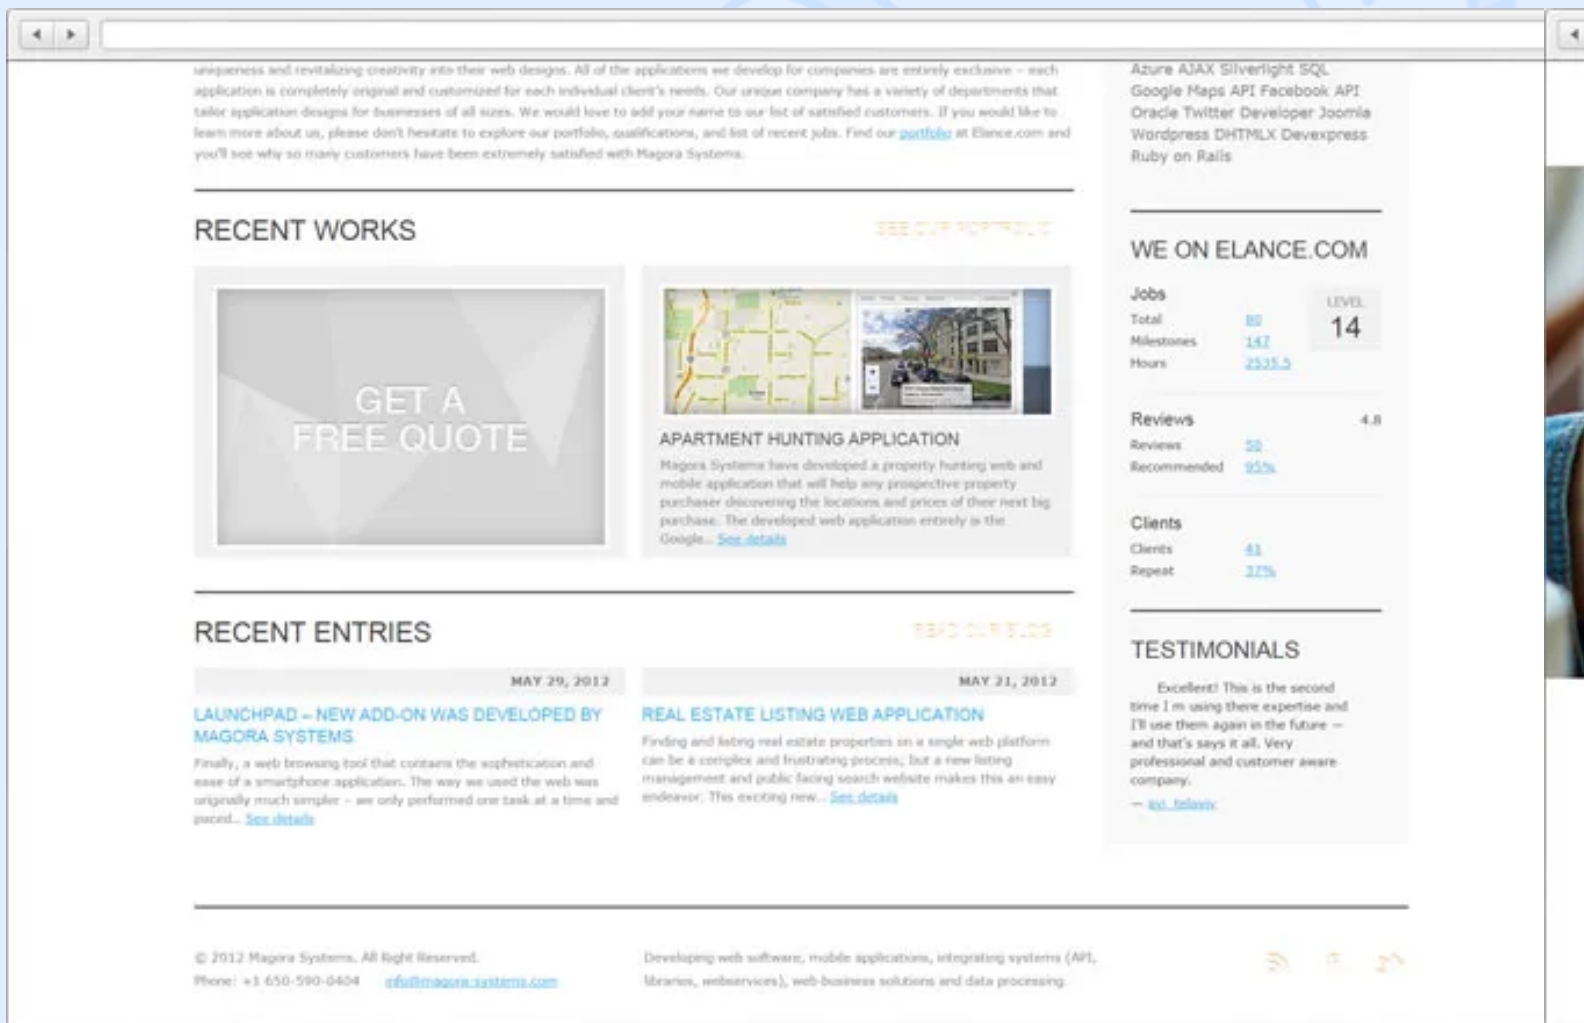 uniqueness and revitalizing creativity into their web designs. All of the applications we develop for companies are entirely exclusive – each
application is completely original and customized for each individual client's needs. Our unique company has a variety of departments that
tailor application designs for businesses of all sizes. We would love to add your name to our list of satisfied customers. If you would like to
learn more about us, please don't hesitate to explore our portfolio, qualifications, and list of recent jobs. Find our portfolio at Elance.com and
you'll see why so many customers have been extremely satisfied with Magora Systems.
RECENT WORKS
SEE OUR PORTFOLIO
GET A
FREE QUOTE
APARTMENT HUNTING APPLICATION
Magora Systems have developed a property hunting web and
mobile application that will help any prospective property
purchaser discovering the locations and prices of their next big
purchase. The developed web application entirely is the
Google... See details
RECENT ENTRIES
READ OUR BLOG
MAY 29, 2012
LAUNCHPAD – NEW ADD-ON WAS DEVELOPED BY
MAGORA SYSTEMS
Finally, a web browsing tool that contains the sophistication and
ease of a smartphone application. The way we used the web was
originally much simpler – we only performed one task at a time and
paced... See details
MAY 21, 2012
REAL ESTATE LISTING WEB APPLICATION
Finding and listing real estate properties on a single web platform
can be a complex and frustrating process; but a new listing
management and public facing search website makes this an easy
endeavor. This exciting new... See details
Azure AJAX Silverlight SQL
Google Maps API Facebook API
Oracle Twitter Developer Joomla
Wordpress DHTMLX Devexpress
Ruby on Rails
WE ON ELANCE.COM
Jobs
LEVEL
14
Total 80
Milestones 147
Hours 2535.5
Reviews 4.8
Reviews 50
Recommended 95%
Clients
Clients 41
Repeat 37%
TESTIMONIALS
Excellent! This is the second
time I m using there expertise and
I'll use them again in the future —
and that's says it all. Very
professional and customer aware
company.
© 2012 Magora Systems. All Right Reserved.
Phone: +1 650-590-0404 info@magora-systems.com
Developing web software, mobile applications, integrating systems (API,
libraries, webservices), web-business solutions and data processing.